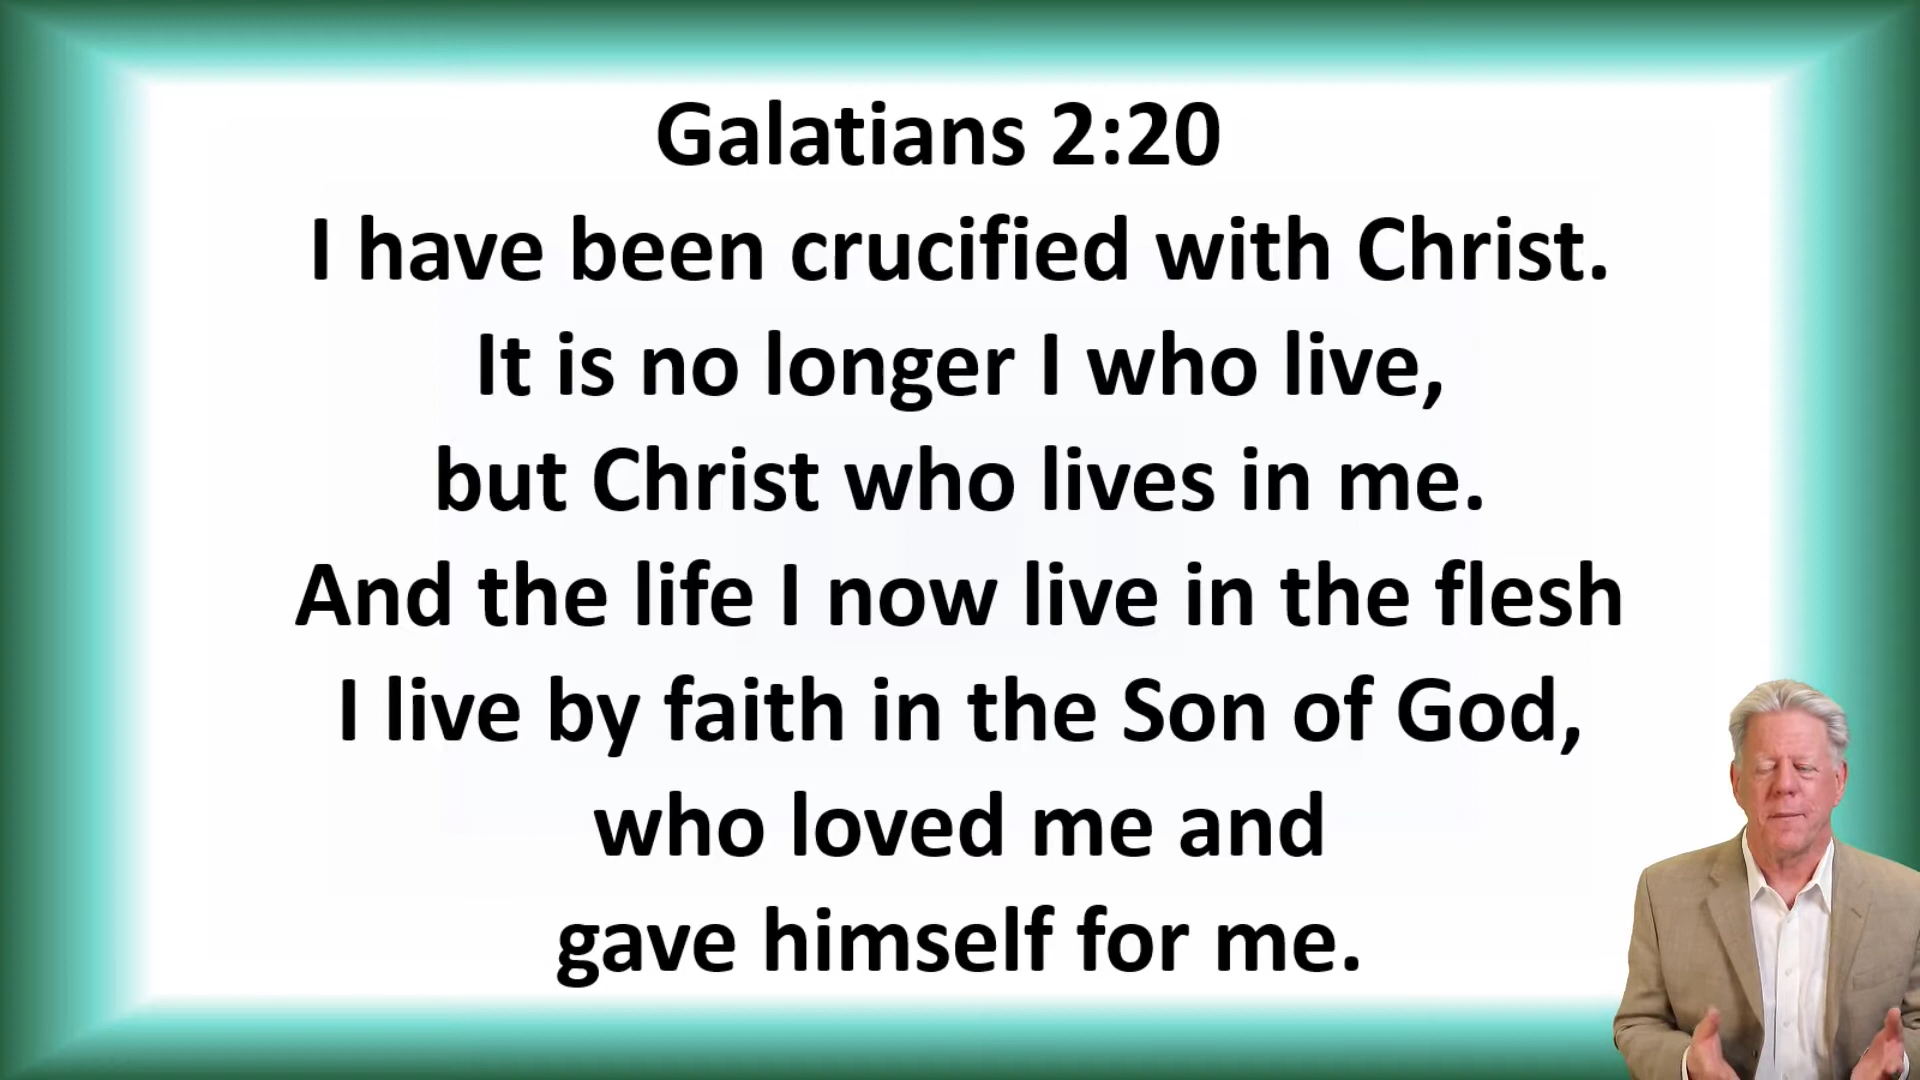 Galatians 2:20
I have been crucified with Christ.
It is no longer I who live,
but Christ who lives in me.
And the life I now live in the flesh
I live by faith in the Son of God,
who loved me and
gave himself for me.